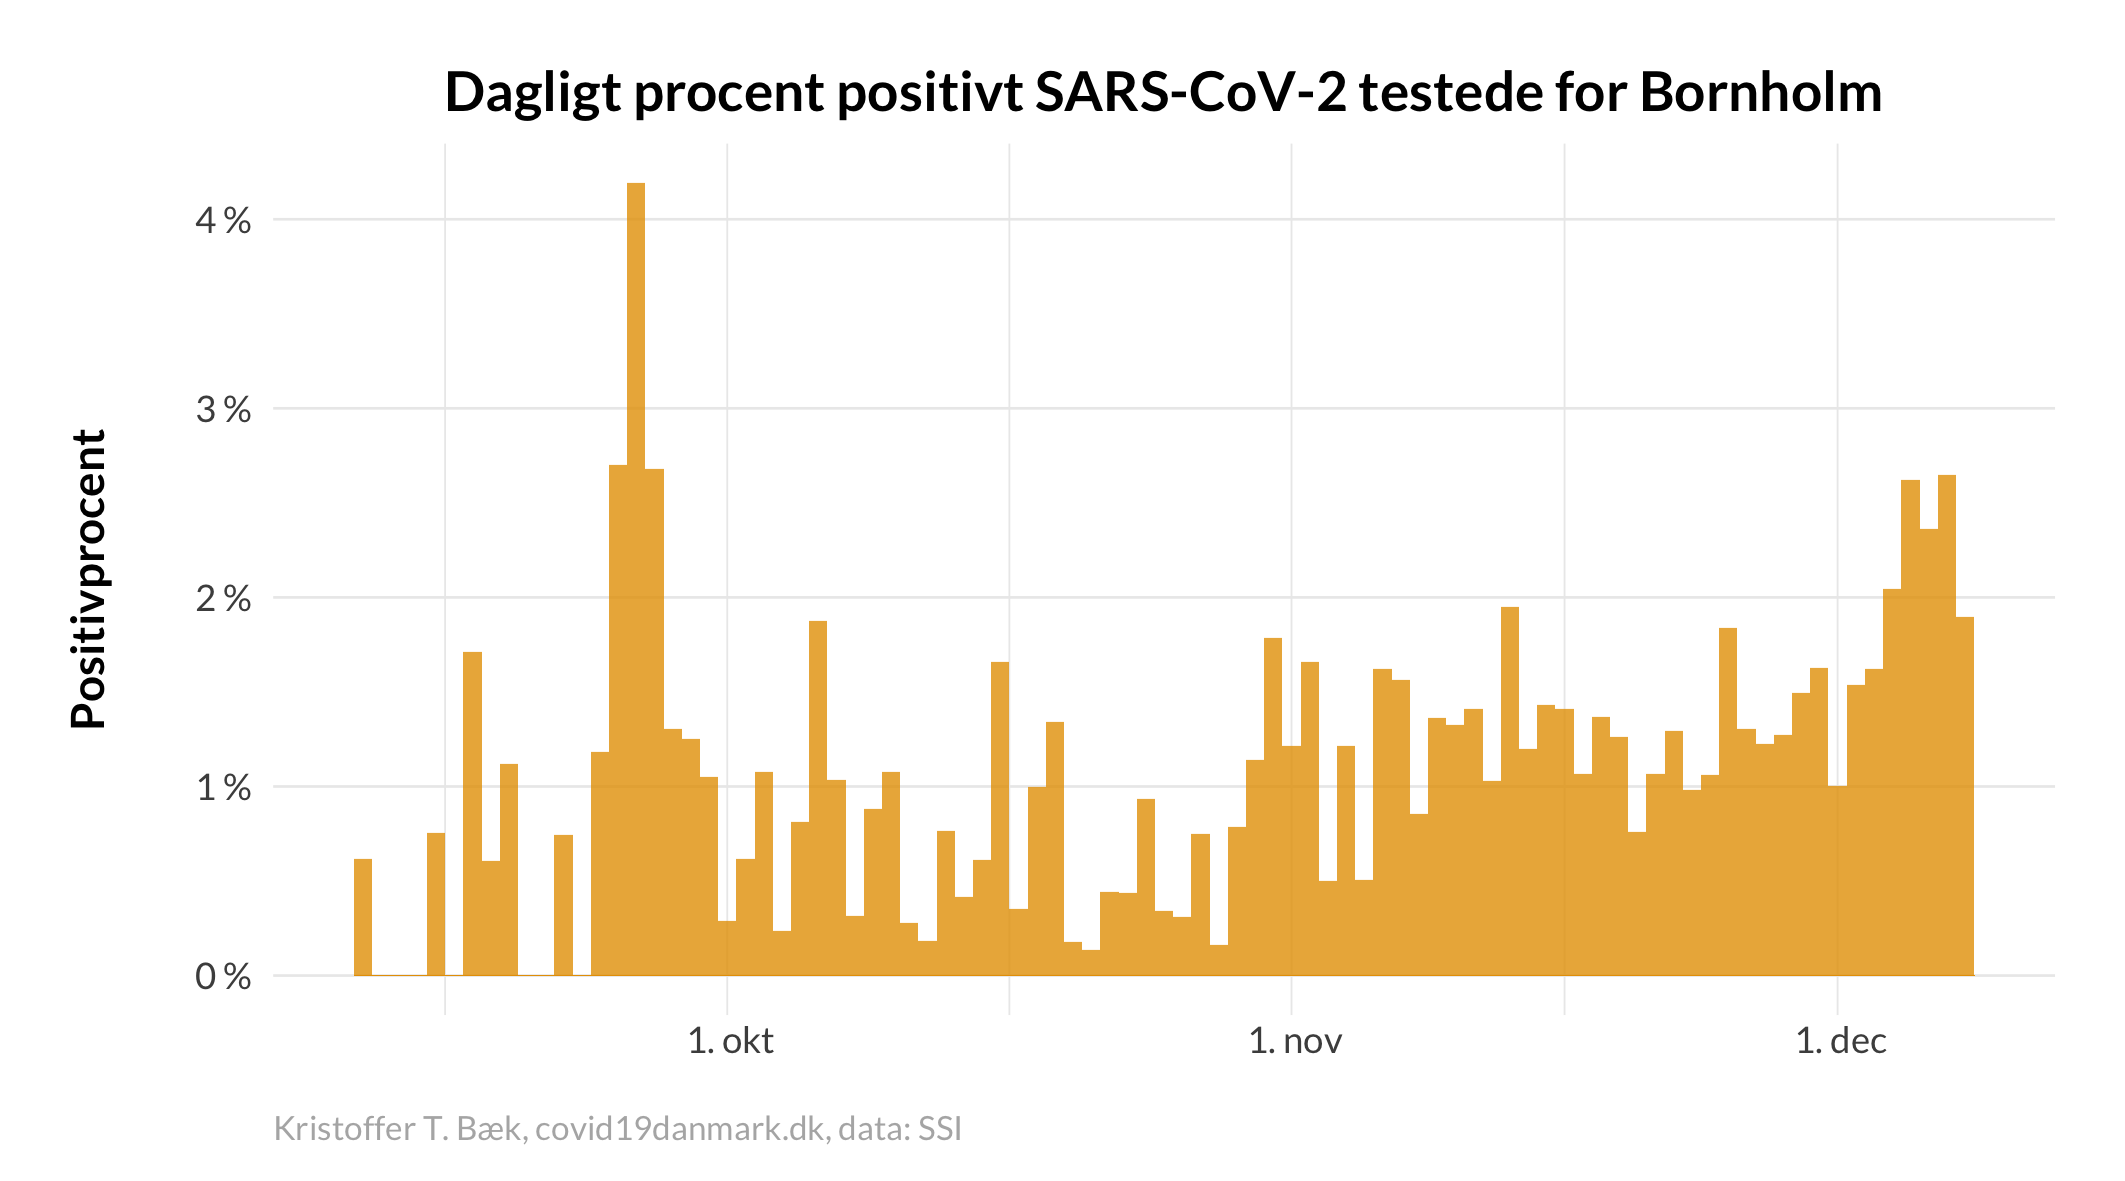 Dagligt procent positivt SARS-CoV-2 testede for Bornholm
Positivprocent
4 %
3 %
2 %
1 %
0 %
1. okt
1. nov
1. dec
Kristoffer T. Bæk, covid19danmark.dk, data: SSI